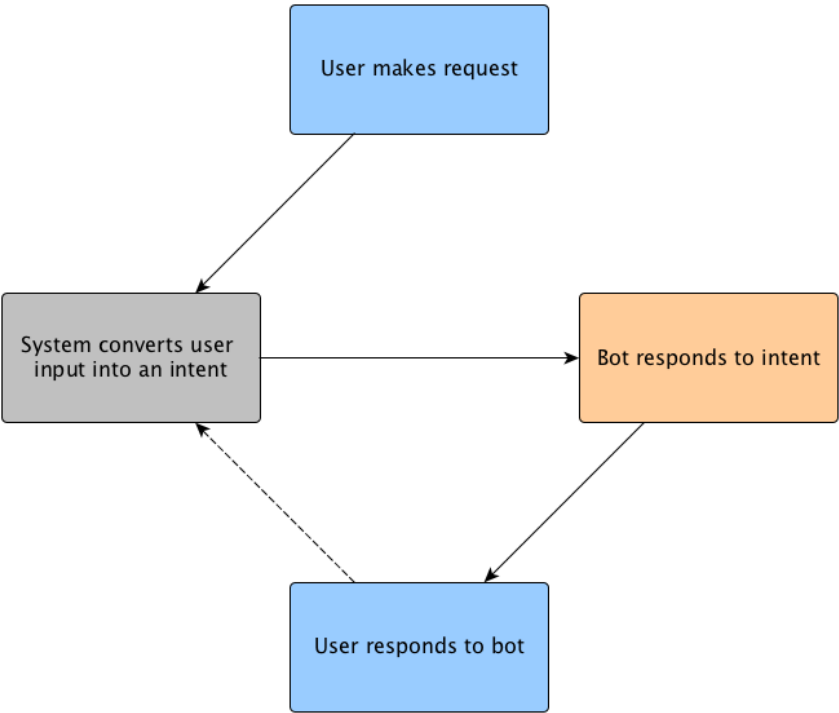 User makes request
System converts user
input into an intent
Bot responds to intent
User responds to bot